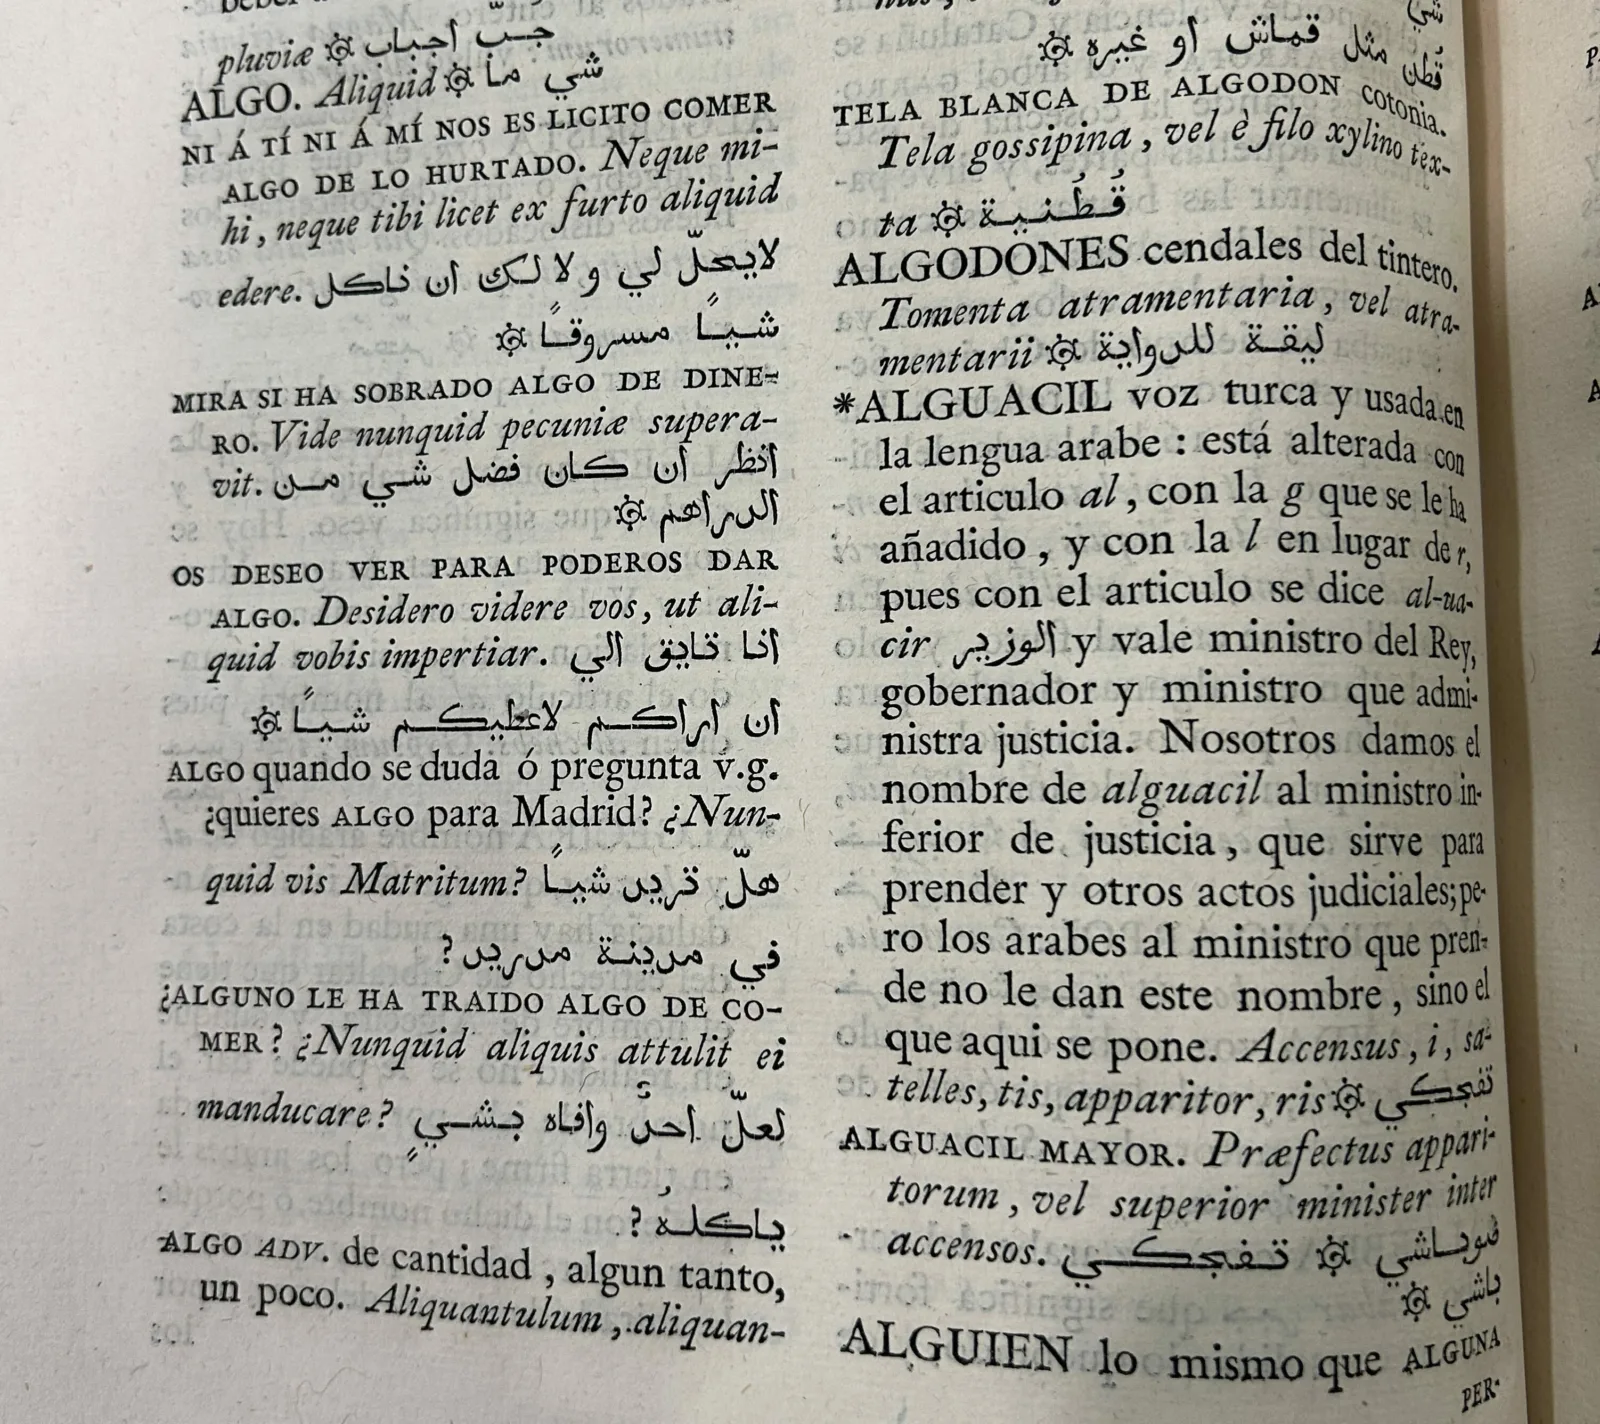 pluviæ ۞ جبّ اجباب
ALGO. Aliquid ۞ شي ما
NI Á TÍ NI Á MÍ NOS ES LICITO COMER
ALGO DE LO HURTADO. Neque mi-
hi, neque tibi licet ex furto aliquid
edere. لايحلّ لي و لا لك ان ناكل
شيـاً مسروقـاً ۞
MIRA SI HA SOBRADO ALGO DE DINE-
RO. Vide nunquid pecuniæ supera-
vit. انظر ان كان فضل شي من
الدراهم ۞
OS DESEO VER PARA PODEROS DAR
ALGO. Desidero videre vos, ut ali-
quid vobis impertiar. انا تايق الي
ان اراكم لاعطيكم شيـاً ۞
ALGO quando se duda ó pregunta v.g.
¿quieres ALGO para Madrid? ¿Nun-
quid vis Matritum? هلّ تريد شيـاً
في مدينة مدريد?
¿ALGUNO LE HA TRAIDO ALGO DE CO-
MER? ¿Nunquid aliquis attulit ei
manducare? لعلّ احدٌ وافاه بشيٍ
ياكلهُ?
ALGO ADV. de cantidad, algun tanto,
un poco. Aliquantulum, aliquan-
شي
قطن مثل قماش او غيره ۞
TELA BLANCA DE ALGODON cotonia.
Tela gossipina, vel è filo xylino tex-
ta ۞ قُطُنيـة
ALGODONES cendales del tintero.
Tomenta atramentaria, vel atra-
mentarii ۞ ليقة للدواية
*ALGUACIL voz turca y usada en
la lengua arabe: está alterada con
el articulo al, con la g que se le ha
añadido, y con la l en lugar de r,
pues con el articulo se dice al-ua-
cir الوزير y vale ministro del Rey,
gobernador y ministro que admi-
nistra justicia. Nosotros damos el
nombre de alguacil al ministro in-
ferior de justicia, que sirve para
prender y otros actos judiciales; pe-
ro los arabes al ministro que pren-
de no le dan este nombre, sino el
que aqui se pone. Accensus, i, sa-
telles, tis, apparitor, ris ۞ تفجكي
ALGUACIL MAYOR. Præfectus appari-
torum, vel superior minister inter
accensos. تفجكي ۞ صوباشي
باشي ۞
ALGUIEN lo mismo que ALGUNA
PER-